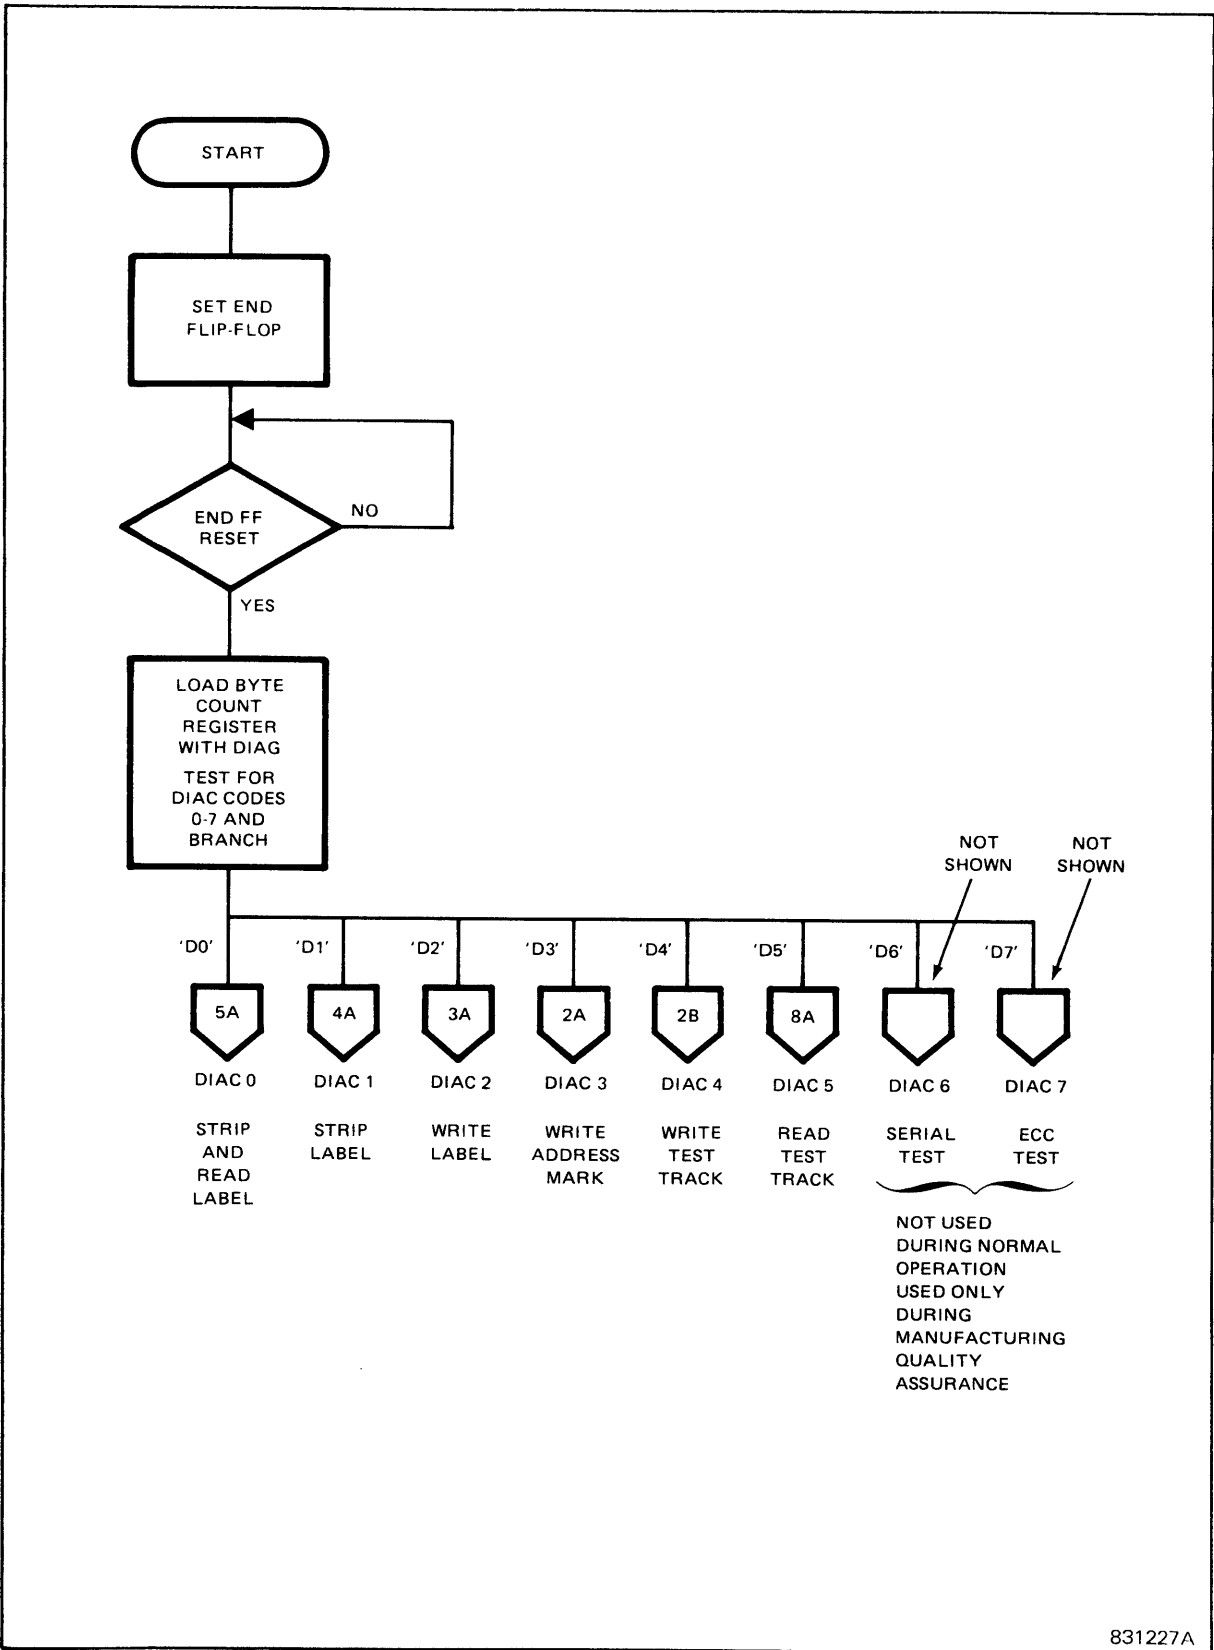 START
SET END
FLIP-FLOP
END FF
RESET
NO
YES
LOAD BYTE
COUNT
REGISTER
WITH DIAG
TEST FOR
DIAC CODES
0-7 AND
BRANCH
NOT
SHOWN
NOT
SHOWN
'D0' 'D1' 'D2' 'D3' 'D4' 'D5' 'D6' 'D7'
5A 4A 3A 2A 2B 8A
DIAC 0 DIAC 1 DIAC 2 DIAC 3 DIAC 4 DIAC 5 DIAC 6 DIAC 7
STRIP
AND
READ
LABEL
STRIP
LABEL
WRITE
LABEL
WRITE
ADDRESS
MARK
WRITE
TEST
TRACK
READ
TEST
TRACK
SERIAL
TEST
ECC
TEST
NOT USED
DURING NORMAL
OPERATION
USED ONLY
DURING
MANUFACTURING
QUALITY
ASSURANCE
831227A